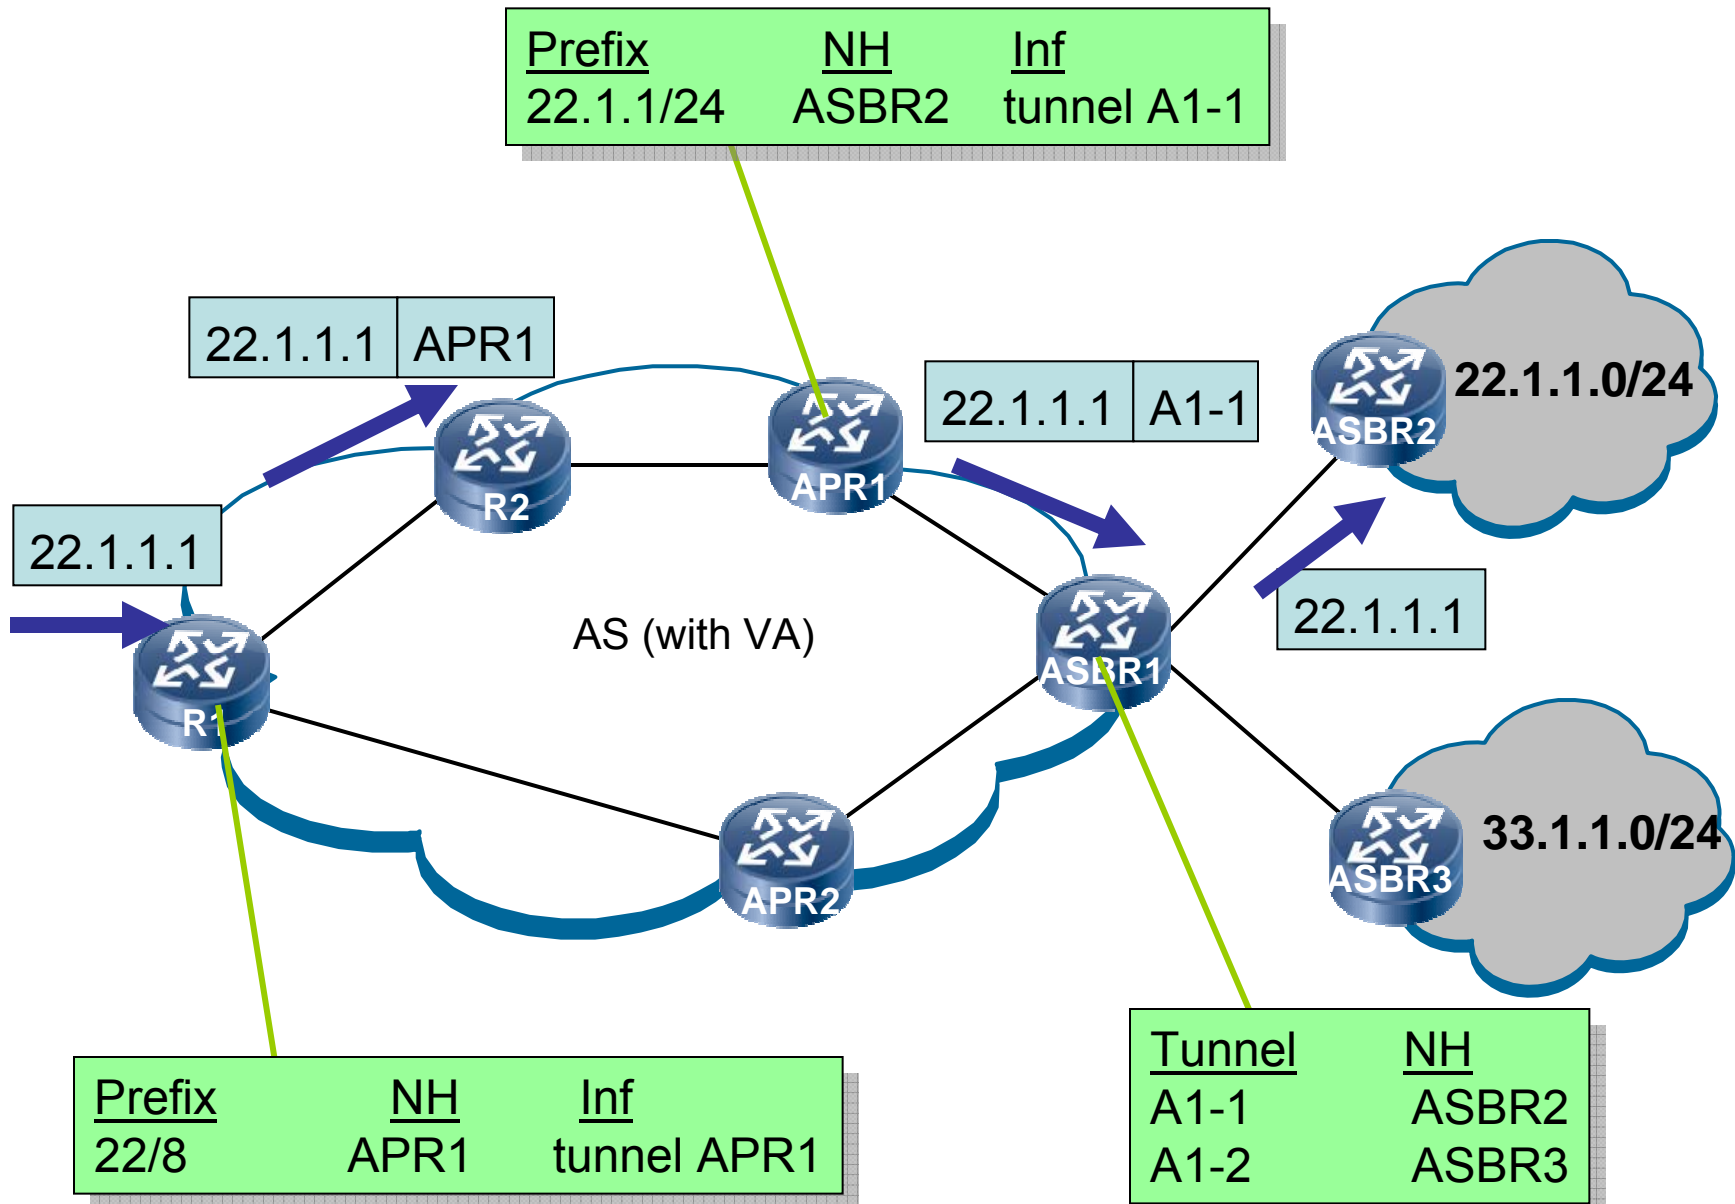 Prefix NH Inf
22.1.1/24 ASBR2 tunnel A1-1
22.1.1.1 APR1
22.1.1.1 A1-1
22.1.1.0/24
ASBR2
R2
APR1
22.1.1.1
22.1.1.1
AS (with VA)
ASBR1
R1
33.1.1.0/24
ASBR3
APR2
Tunnel NH
A1-1 ASBR2
A1-2 ASBR3
Prefix NH Inf
22/8 APR1 tunnel APR1